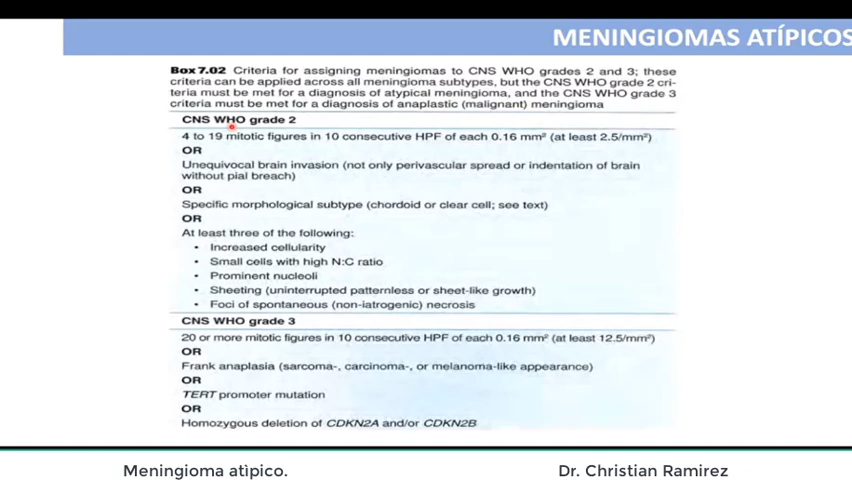 MENINGIOMAS ATÍPICOS
Box 7.02 Criteria for assigning meningiomas to CNS WHO grades 2 and 3; these
criteria can be applied across all meningioma subtypes, but the CNS WHO grade 2 cri-
teria must be met for a diagnosis of atypical meningioma, and the CNS WHO grade 3
criteria must be met for a diagnosis of anaplastic (malignant) meningioma
CNS WHO grade 2
4 to 19 mitotic figures in 10 consecutive HPF of each 0.16 mm² (at least 2.5/mm²)
OR
Unequivocal brain invasion (not only perivascular spread or indentation of brain
without pial breach)
OR
Specific morphological subtype (chordoid or clear cell; see text)
OR
At least three of the following:
• Increased cellularity
• Small cells with high N:C ratio
• Prominent nucleoli
• Sheeting (uninterrupted patternless or sheet-like growth)
• Foci of spontaneous (non-iatrogenic) necrosis
CNS WHO grade 3
20 or more mitotic figures in 10 consecutive HPF of each 0.16 mm² (at least 12.5/mm²)
OR
Frank anaplasia (sarcoma-, carcinoma-, or melanoma-like appearance)
OR
TERT promoter mutation
OR
Homozygous deletion of CDKN2A and/or CDKN2B
Meningioma atìpico.
Dr. Christian Ramirez